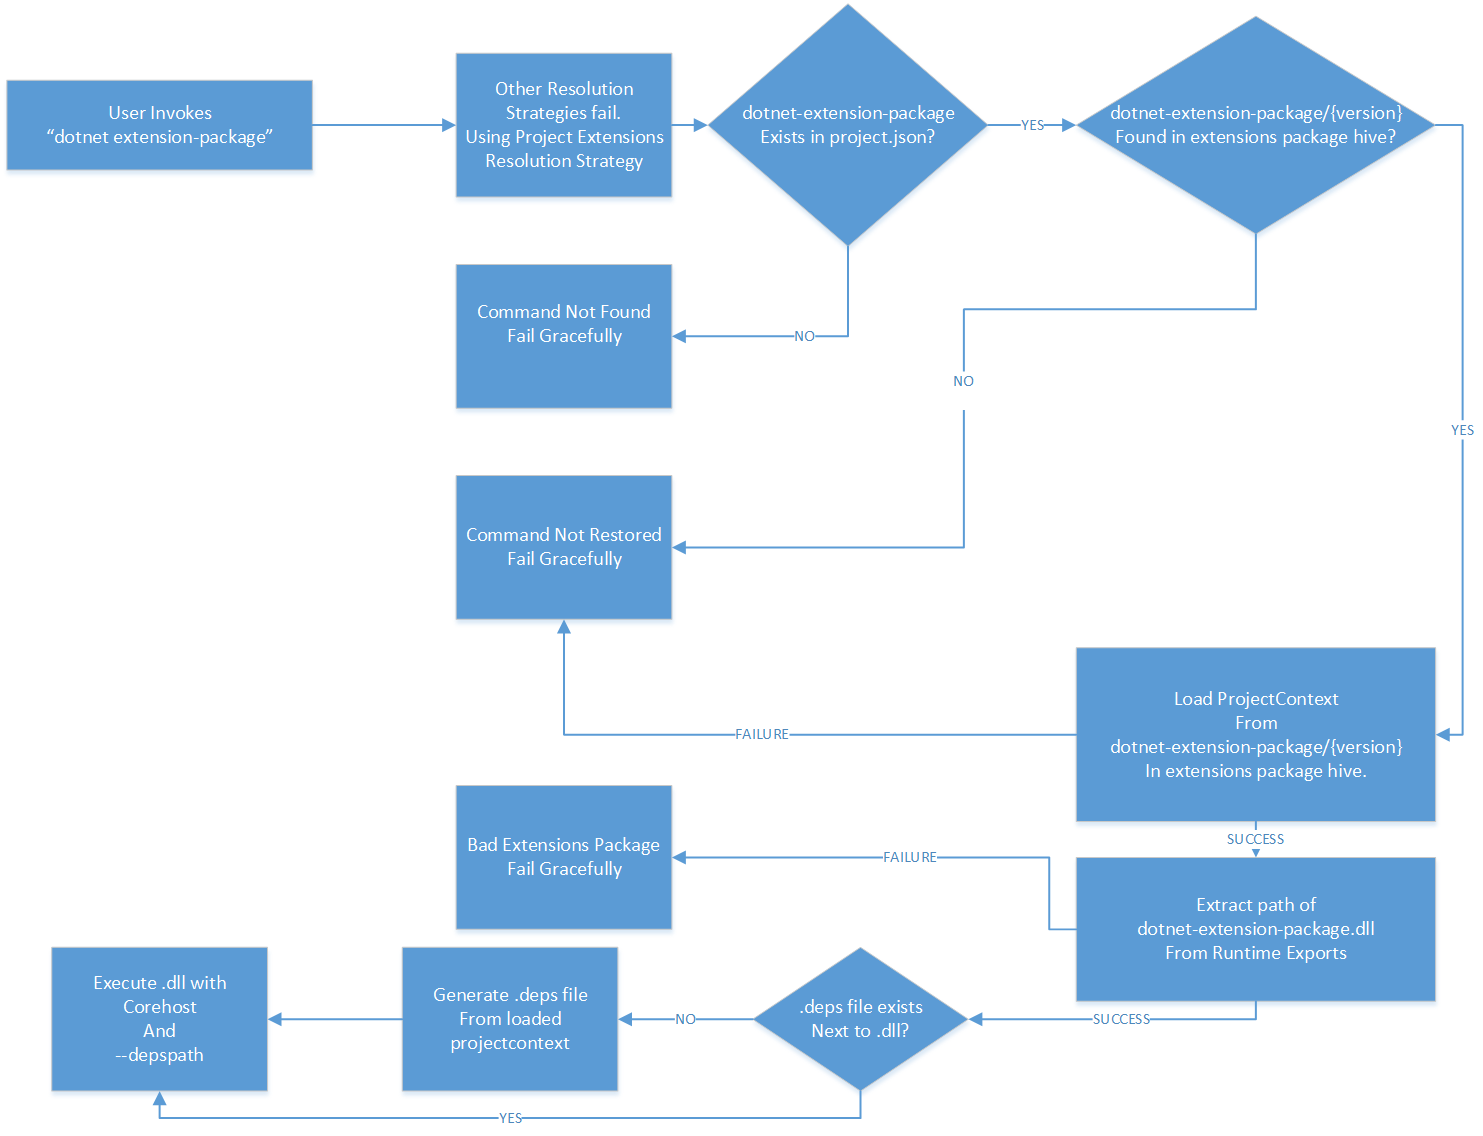 User Invokes
“dotnet extension-package”
Other Resolution
Strategies fail.
Using Project Extensions
Resolution Strategy
dotnet-extension-package
Exists in project.json?
YES
dotnet-extension-package/{version}
Found in extensions package hive?
Command Not Found
Fail Gracefully
NO
NO
YES
Command Not Restored
Fail Gracefully
Load ProjectContext
From
dotnet-extension-package/{version}
In extensions package hive.
FAILURE
SUCCESS
Bad Extensions Package
Fail Gracefully
FAILURE
Extract path of
dotnet-extension-package.dll
From Runtime Exports
SUCCESS
.deps file exists
Next to .dll?
NO
Generate .deps file
From loaded
projectcontext
Execute .dll with
Corehost
And
--depspath
YES